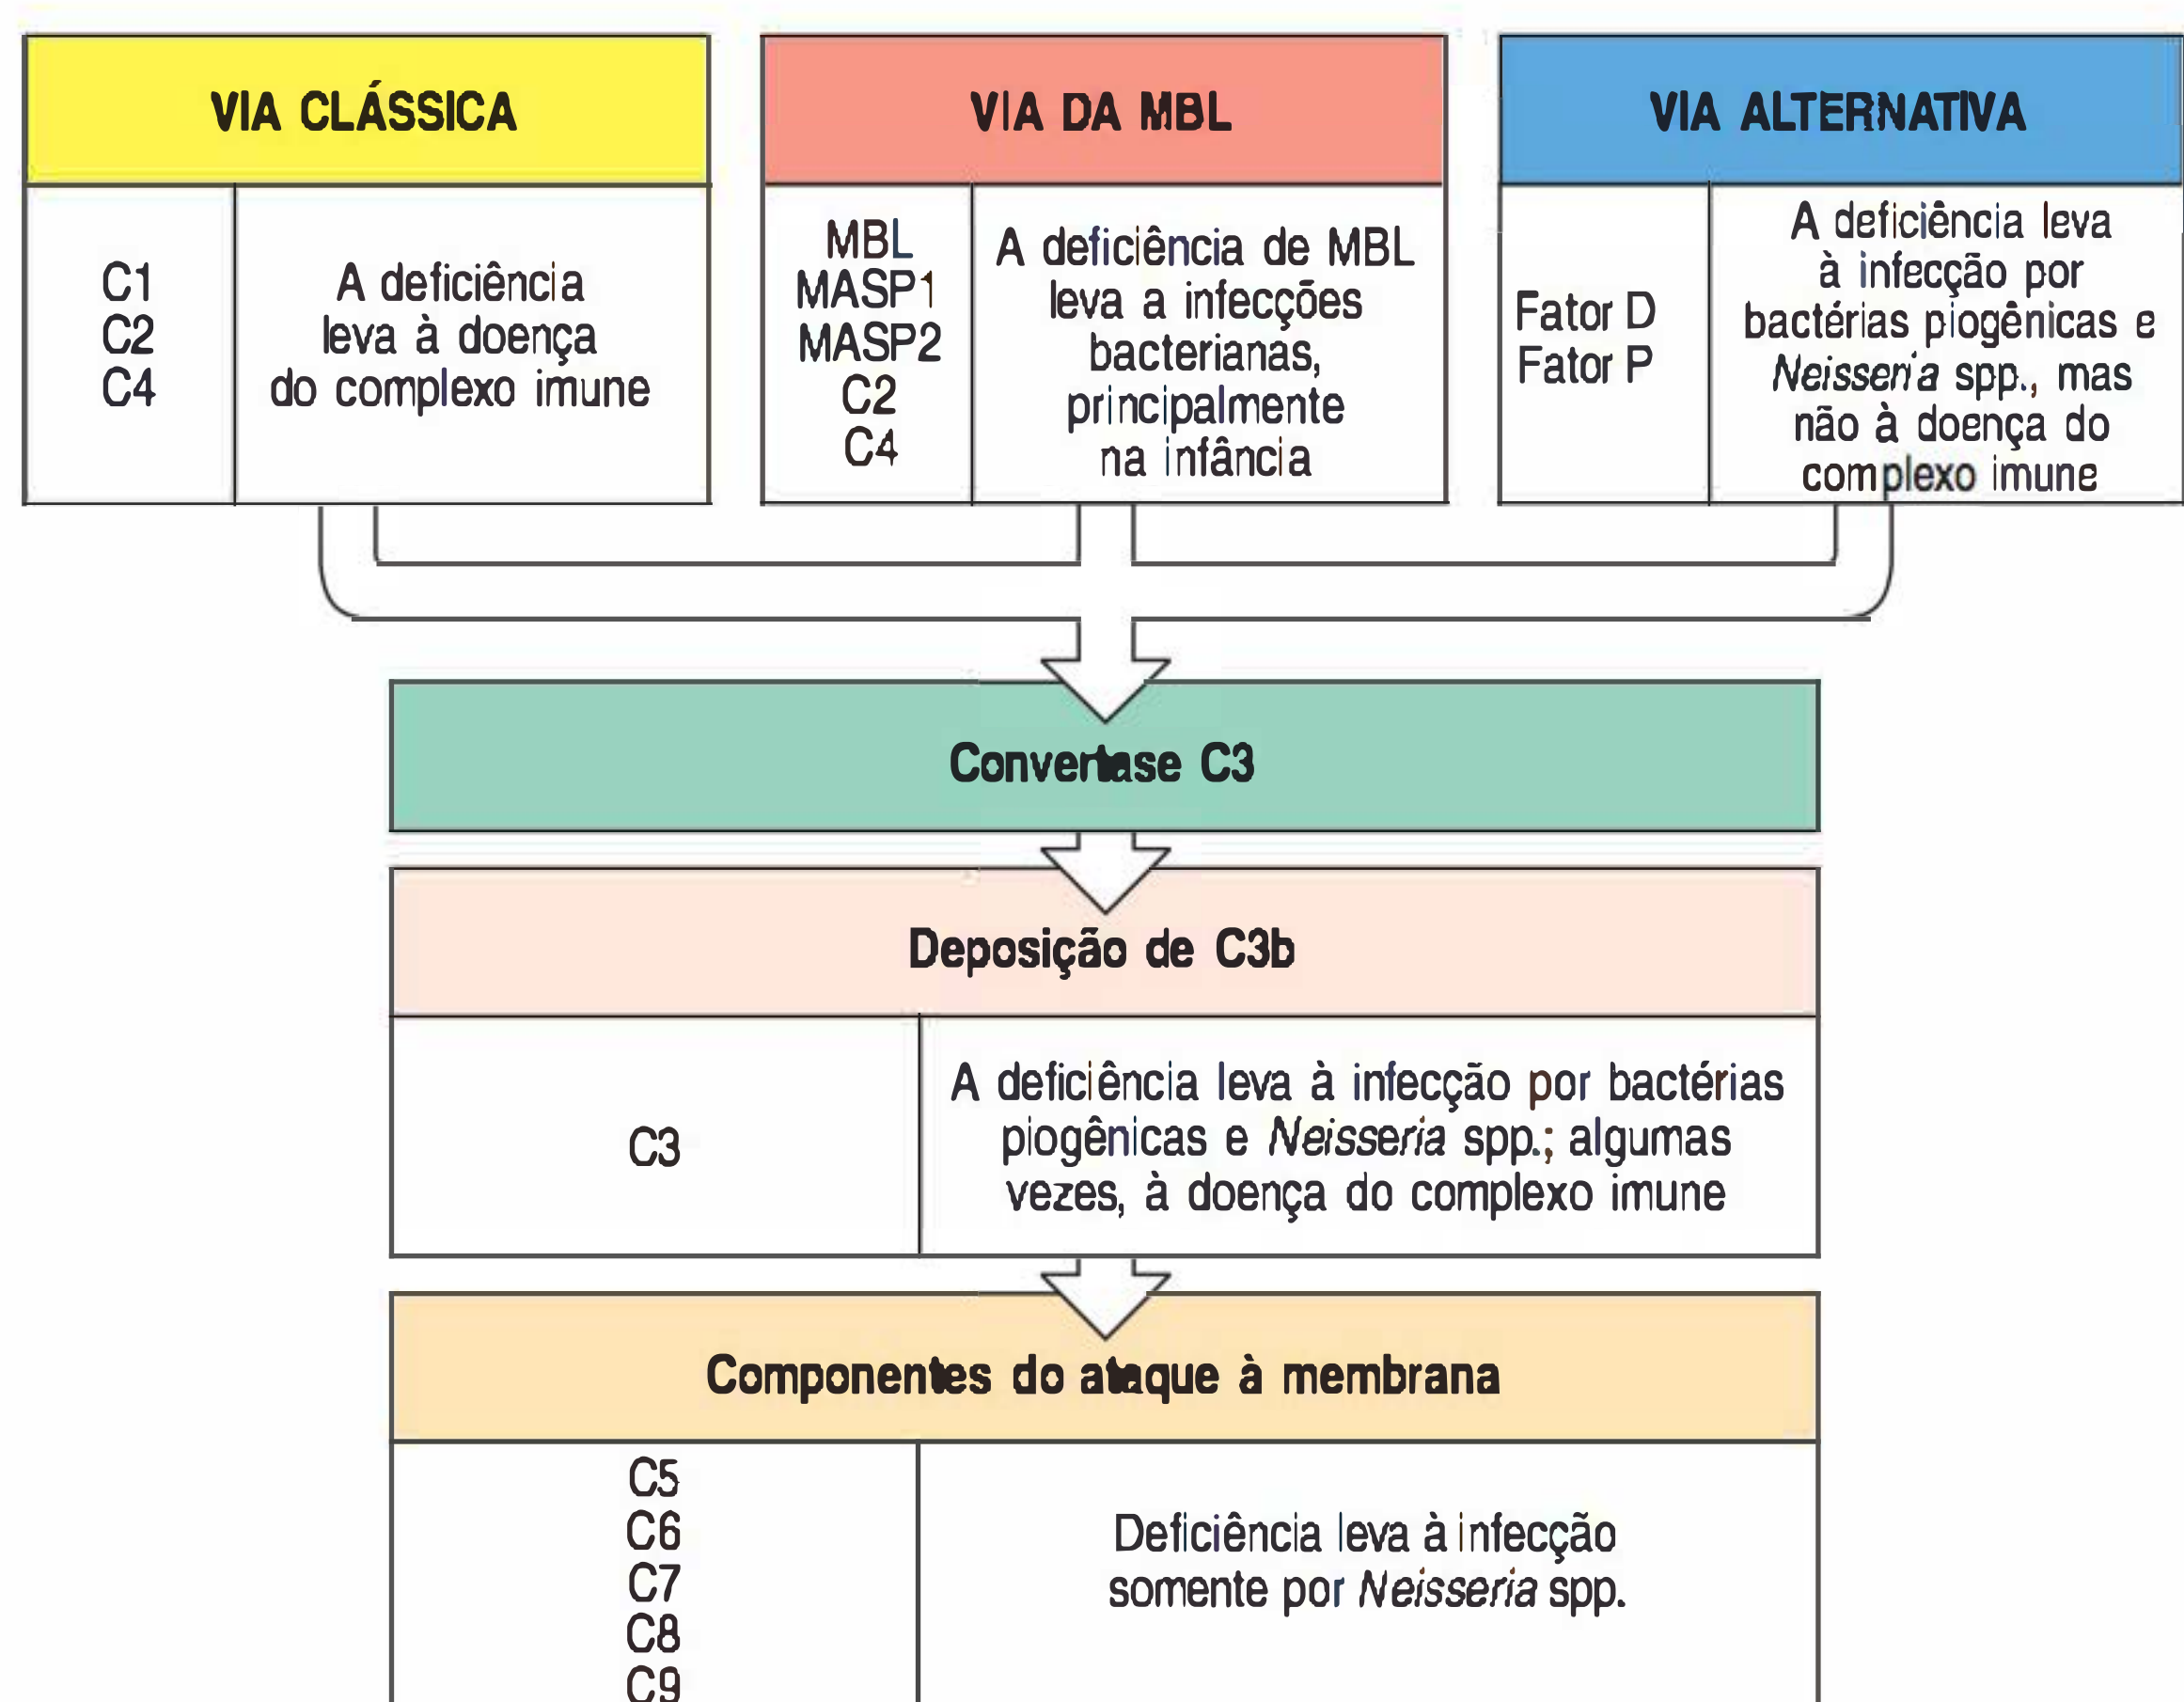 VIA CLÁSSICA
C1
C2
C4
A deficiência
leva à doença
do complexo imune
VIA DA MBL
MBL
MASP1
MASP2
C2
C4
A deficiência de MBL
leva a infecções
bacterianas,
principalmente
na infância
VIA ALTERNATIVA
Fator D
Fator P
A deficiência leva
à infecção por
bactérias piogênicas e
Neisseria spp., mas
não à doença do
complexo imune
Convertase C3
Deposição de C3b
C3
A deficiência leva à infecção por bactérias
piogênicas e Neisseria spp.; algumas
vezes, à doença do complexo imune
Componentes do ataque à membrana
C5
C6
C7
C8
C9
Deficiência leva à infecção
somente por Neisseria spp.